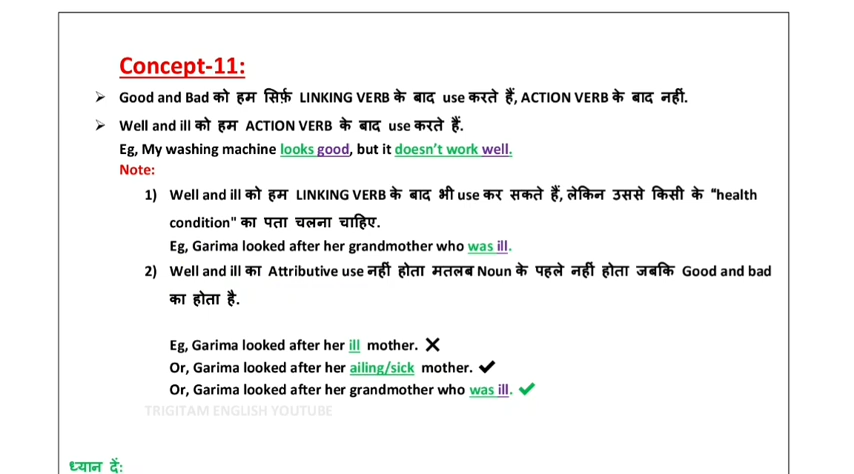 Concept-11:
➢ Good and Bad को हम सिर्फ़ LINKING VERB के बाद use करते हैं, ACTION VERB के बाद नहीं.
➢ Well and ill को हम ACTION VERB के बाद use करते हैं.
Eg, My washing machine looks good, but it doesn't work well.
Note:
1) Well and ill को हम LINKING VERB के बाद भी use कर सकते हैं, लेकिन उससे किसी के “health
condition" का पता चलना चाहिए.
Eg, Garima looked after her grandmother who was ill.
2) Well and ill का Attributive use नहीं होता मतलब Noun के पहले नहीं होता जबकि Good and bad
का होता है.
Eg, Garima looked after her ill mother. ✕
Or, Garima looked after her ailing/sick mother. ✓
Or, Garima looked after her grandmother who was ill. ✓
TRIGITAM ENGLISH YOUTUBE
ध्यान दें: